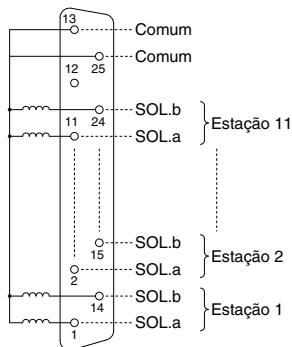 13
Comum
Comum
12 25
SOL.b
11 24
SOL.a
Estação 11
SOL.b
15
SOL.a
2
Estação 2
SOL.b
14
SOL.a
1
Estação 1